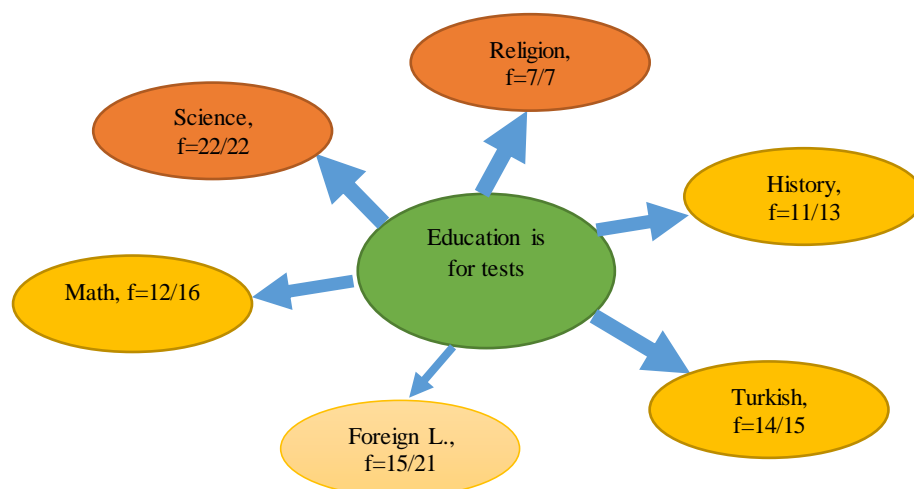 Religion,
f=7/7
Science,
f=22/22
History,
f=11/13
Education is
for tests
Math, f=12/16
Turkish,
f=14/15
Foreign L.,
f=15/21